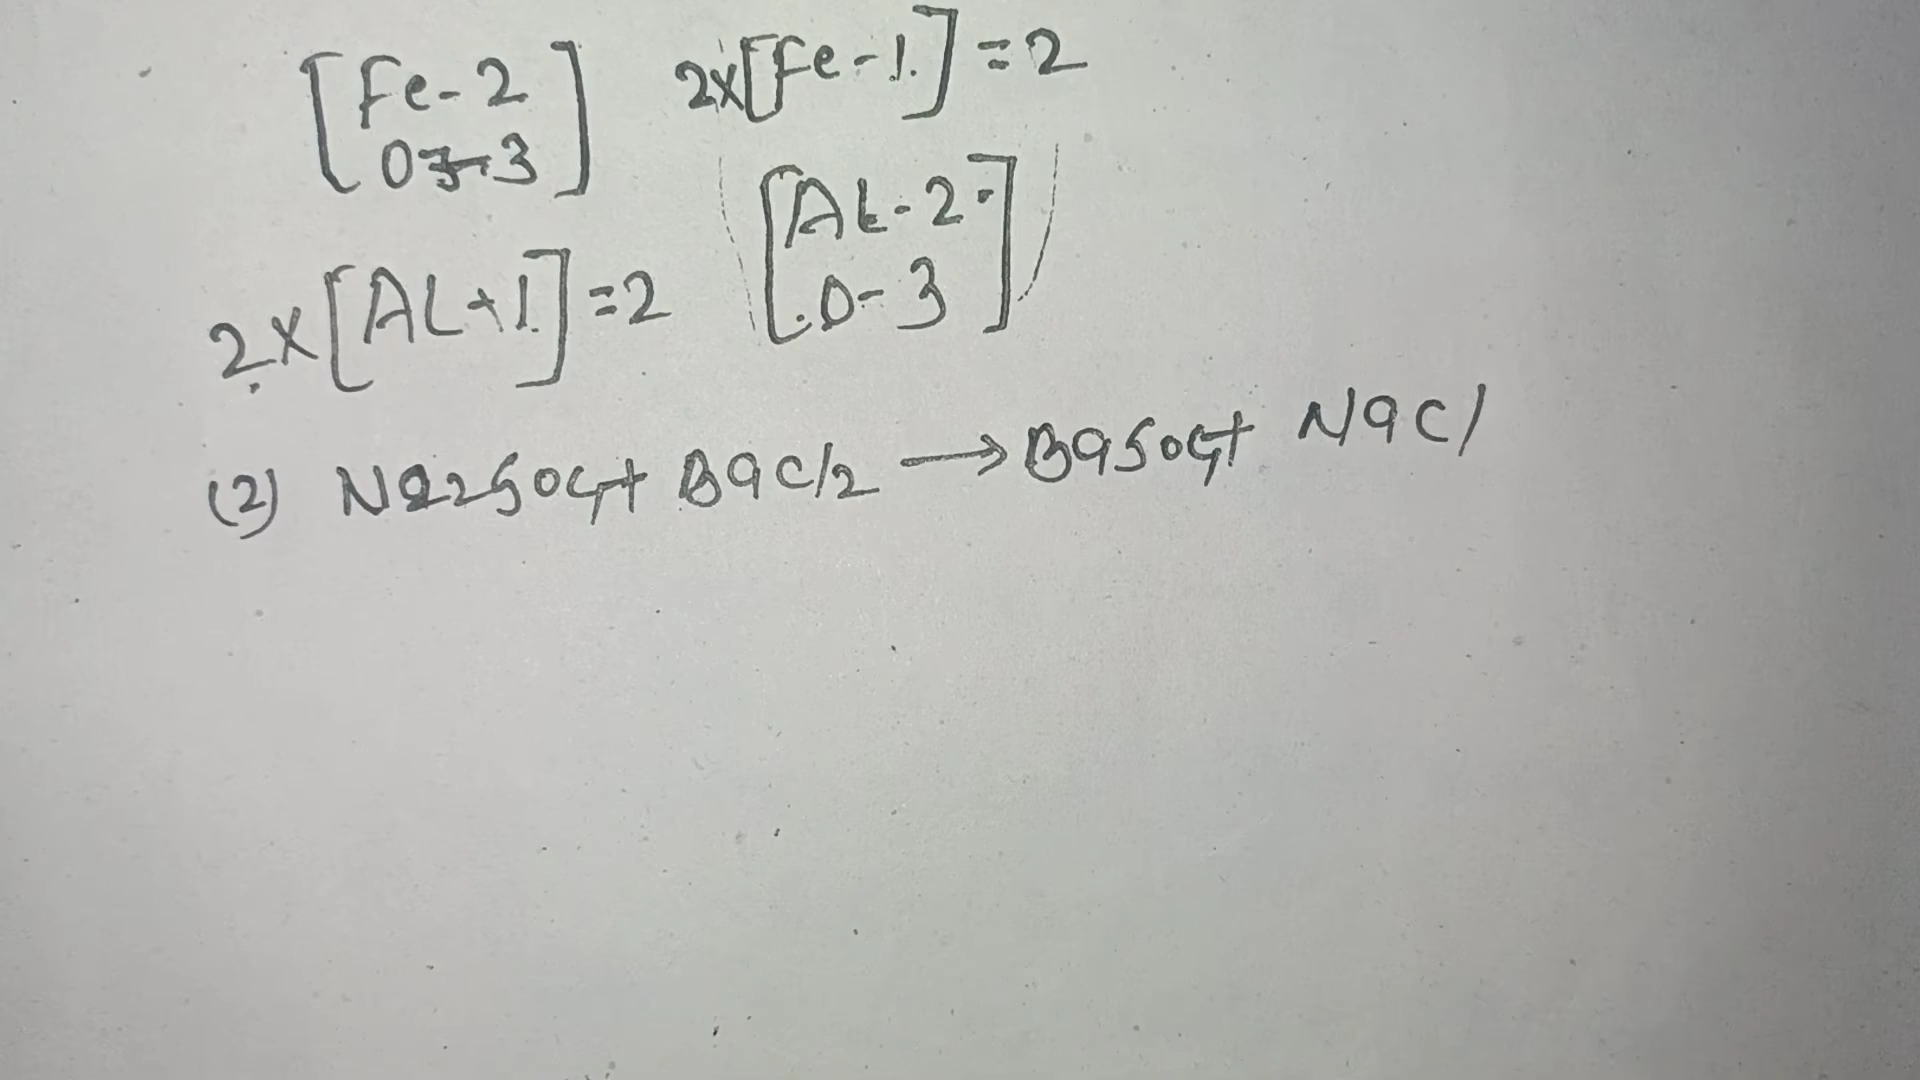 [Fe-2 2x[Fe-1.] = 2
O-3]
2x[AL+1] = 2 [AL-2
O-3]
(2) Na2SO4+ BaCl2 → BaSO4+ NaCl